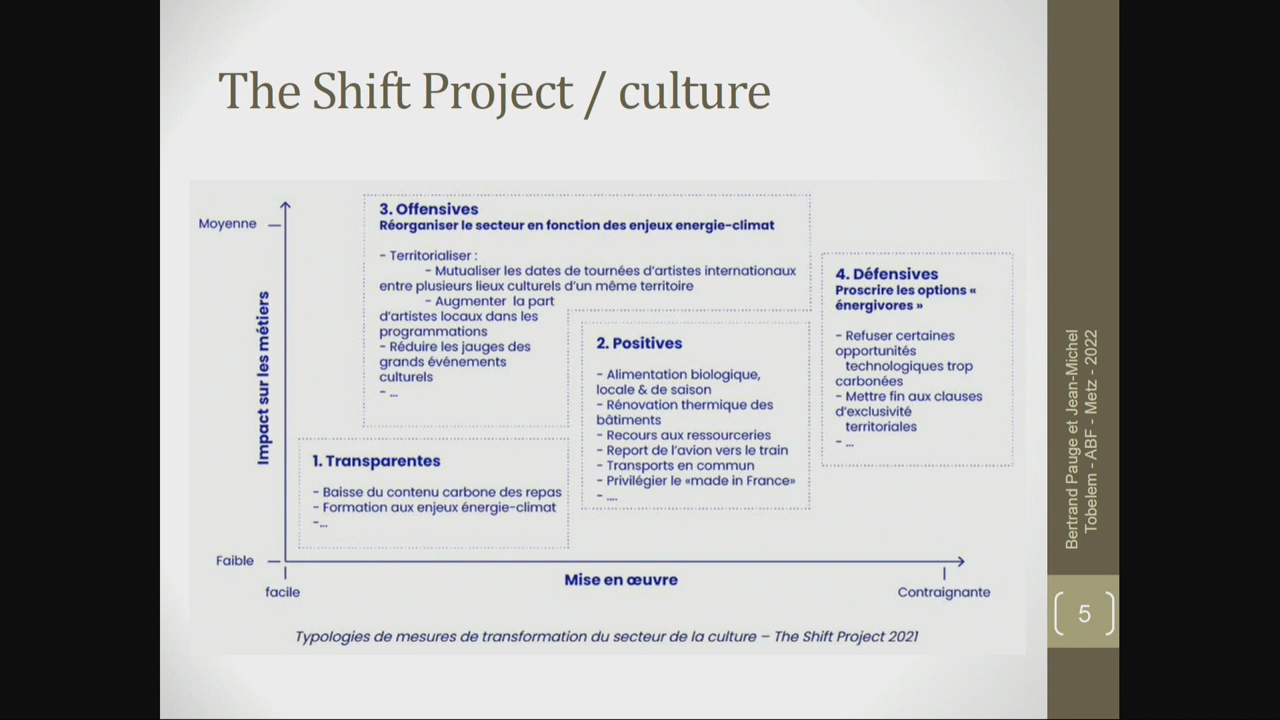 The Shift Project / culture
Moyenne
Impact sur les métiers
Faible
facile
Mise en œuvre
Contraignante
3. Offensives
Réorganiser le secteur en fonction des enjeux energie-climat
- Territorialiser :
- Mutualiser les dates de tournées d'artistes internationaux
entre plusieurs lieux culturels d'un même territoire
- Augmenter la part
d'artistes locaux dans les
programmations
- Réduire les jauges des
grands événements
culturels
- ...
1. Transparentes
- Baisse du contenu carbone des repas
- Formation aux enjeux énergie-climat
-...
2. Positives
- Alimentation biologique,
locale & de saison
- Rénovation thermique des
bâtiments
- Recours aux ressourceries
- Report de l'avion vers le train
- Transports en commun
- Privilégier le «made in France»
- ....
4. Défensives
Proscrire les options «
énergivores »
- Refuser certaines
opportunités
technologiques trop
carbonées
- Mettre fin aux clauses
d'exclusivité
territoriales
- ...
Typologies de mesures de transformation du secteur de la culture – The Shift Project 2021
Bertrand Pauge et Jean-Michel
Tobelem - ABF - Metz - 2022
5